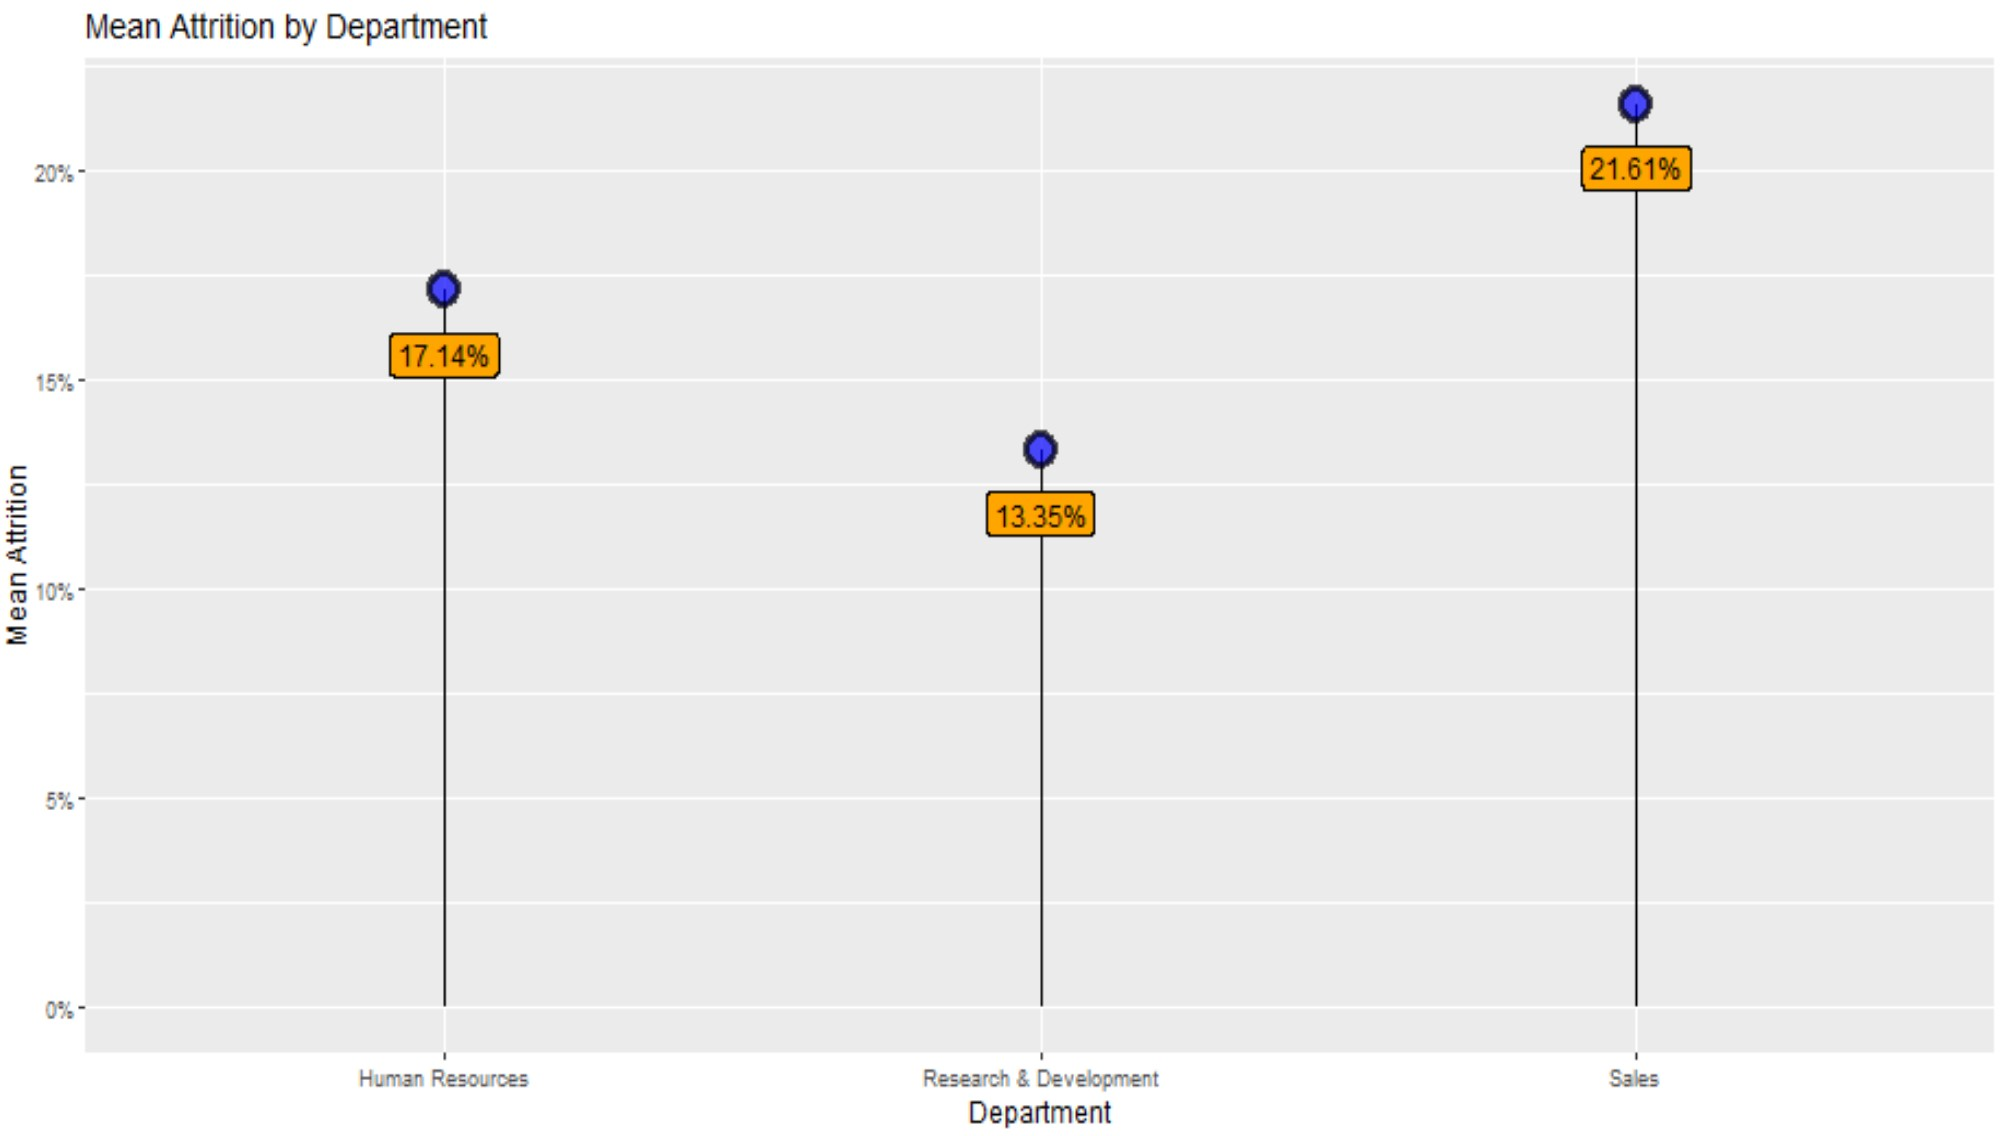 Mean Attrition by Department
Mean Attrition
20%
15%
10%
5%
0%
21.61%
17.14%
13.35%
Human Resources
Research & Development
Sales
Department